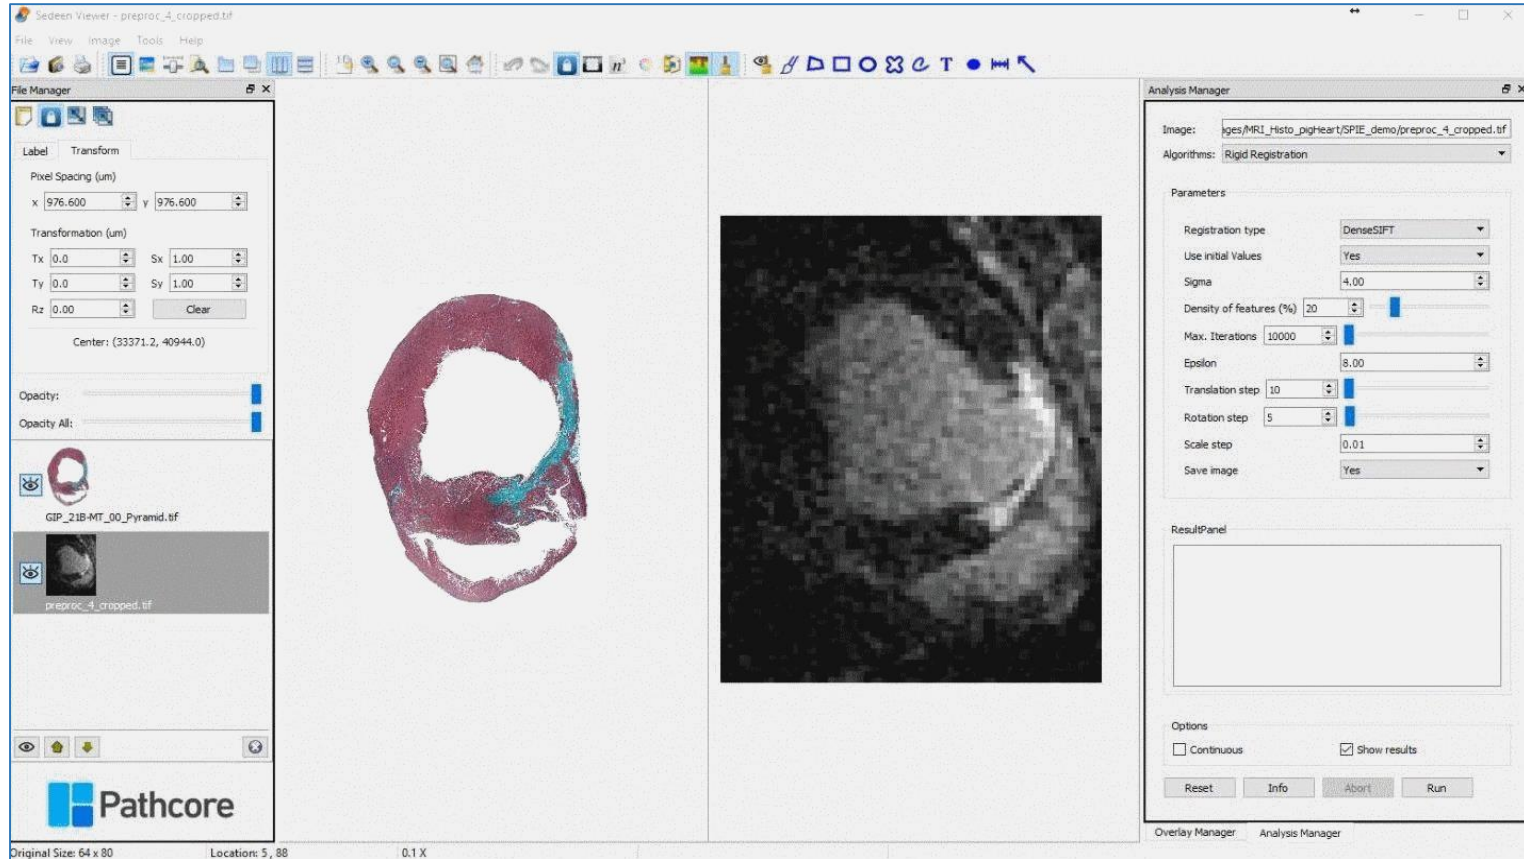 Sedeen Viewer - preproc_4_cropped.tif
File View Image Tools Help
File Manager
Label Transform
Pixel Spacing (um)
x 976.600 y 976.600
Transformation (um)
Tx 0.0 Sx 1.00
Ty 0.0 Sy 1.00
Rz 0.00 Clear
Center: (33371.2, 40944.0)
Opacity:
Opacity All:
GIP_21B-MT_00_Pyramid.tif
preproc_4_cropped.tif
Pathcore
Original Size: 64 x 80 Location: 5, 88 0.1 X
Analysis Manager
Image: ages/MRI_Histo_pigHeart/SPIE_demo/preproc_4_cropped.tif
Algorithms: Rigid Registration
Parameters
Registration type DenseSIFT
Use initial Values Yes
Sigma 4.00
Density of features (%) 20
Max. Iterations 10000
Epsilon 8.00
Translation step 10
Rotation step 5
Scale step 0.01
Save image Yes
ResultPanel
Options
Continuous Show results
Reset Info Abort Run
Overlay Manager Analysis Manager